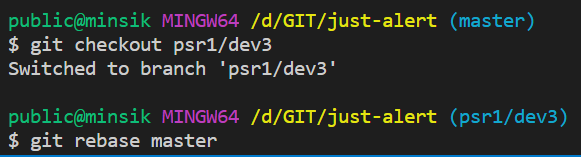 public@minsik MINGW64 /d/GIT/just-alert (master)
$ git checkout psr1/dev3
Switched to branch 'psr1/dev3'
public@minsik MINGW64 /d/GIT/just-alert (psr1/dev3)
$ git rebase master